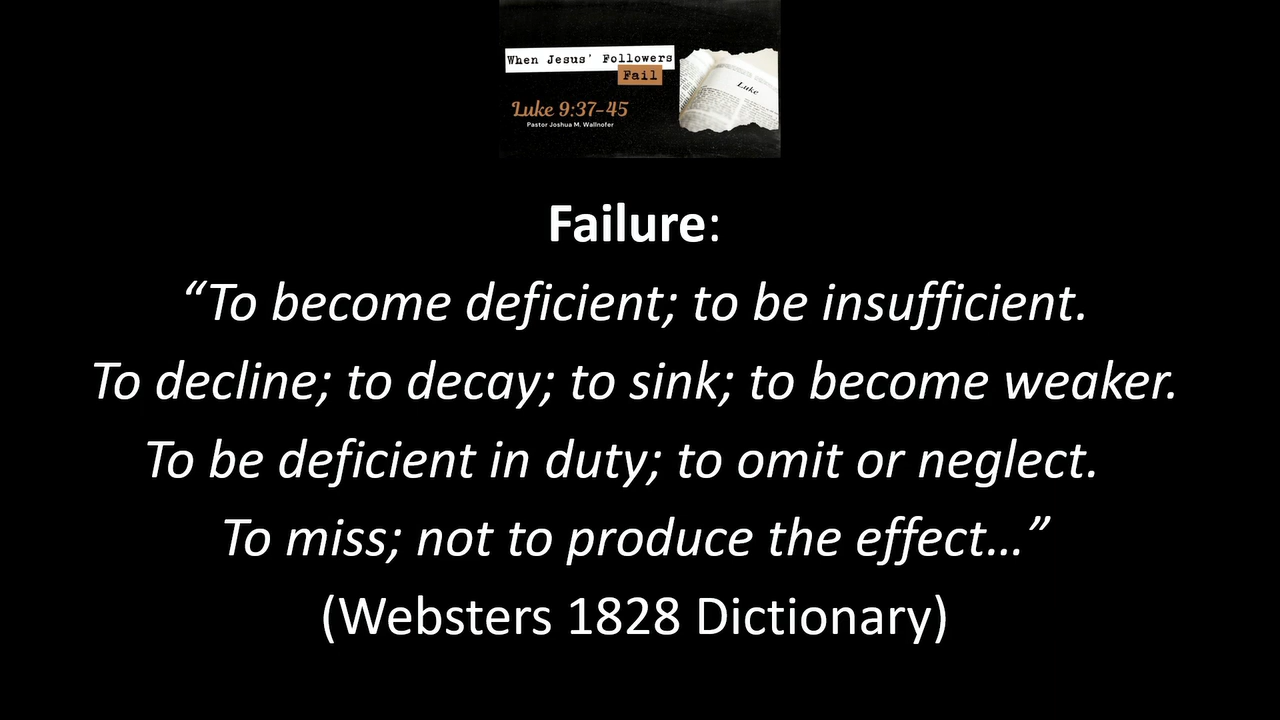 When Jesus' Followers
Fail
Luke 9:37-45
Pastor Joshua M. Wallnofer
Luke
Failure:
“To become deficient; to be insufficient.
To decline; to decay; to sink; to become weaker.
To be deficient in duty; to omit or neglect.
To miss; not to produce the effect...”
(Websters 1828 Dictionary)